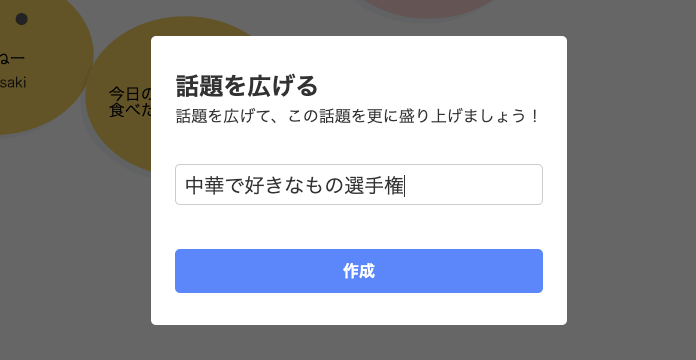 ねー
saki
今日の
食べた
話題を広げる
話題を広げて、この話題を更に盛り上げましょう！
中華で好きなもの選手権
作成